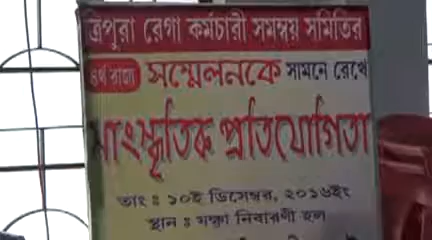 ত্রিপুরা রেগা কর্মচারী সমন্বয় সমিতির
৪র্থ রাজ্য সম্মেলনকে সামনে রেখে
সাংস্কৃতিক প্রতিযোগিতা
তাং : ১০ই ডিসেম্বর, ২০১৬ইং
স্থান : যক্ষা নিবারণী হল